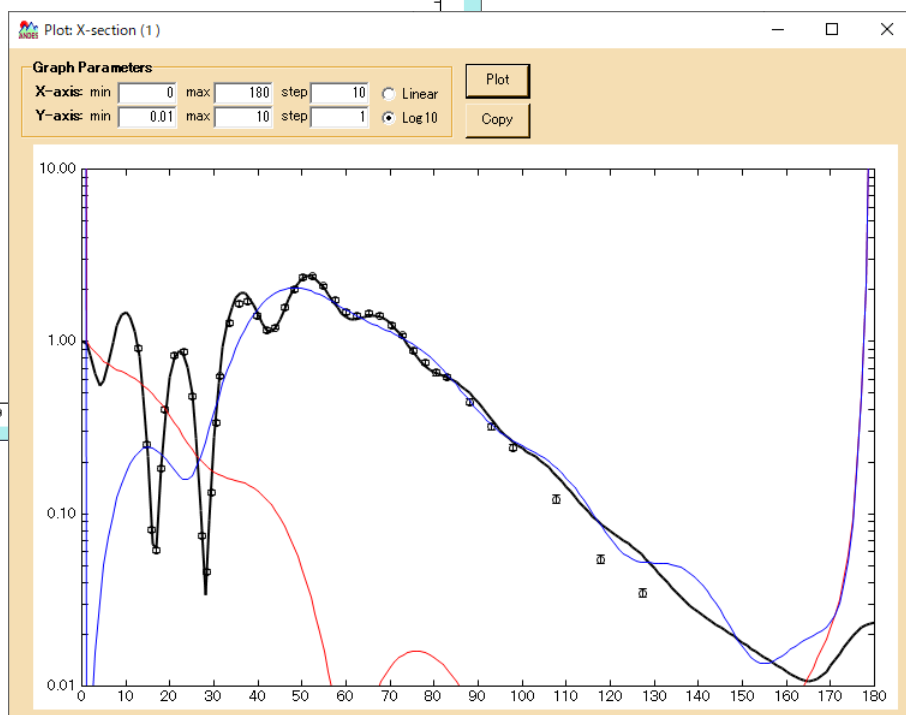 Plot: X-section (1)
Graph Parameters
X-axis: min 0 max 180 step 10 Linear Plot
Y-axis: min 0.01 max 10 step 1 Log10 Copy
10.00
1.00
0.10
0.01
0 10 20 30 40 50 60 70 80 90 100 110 120 130 140 150 160 170 180